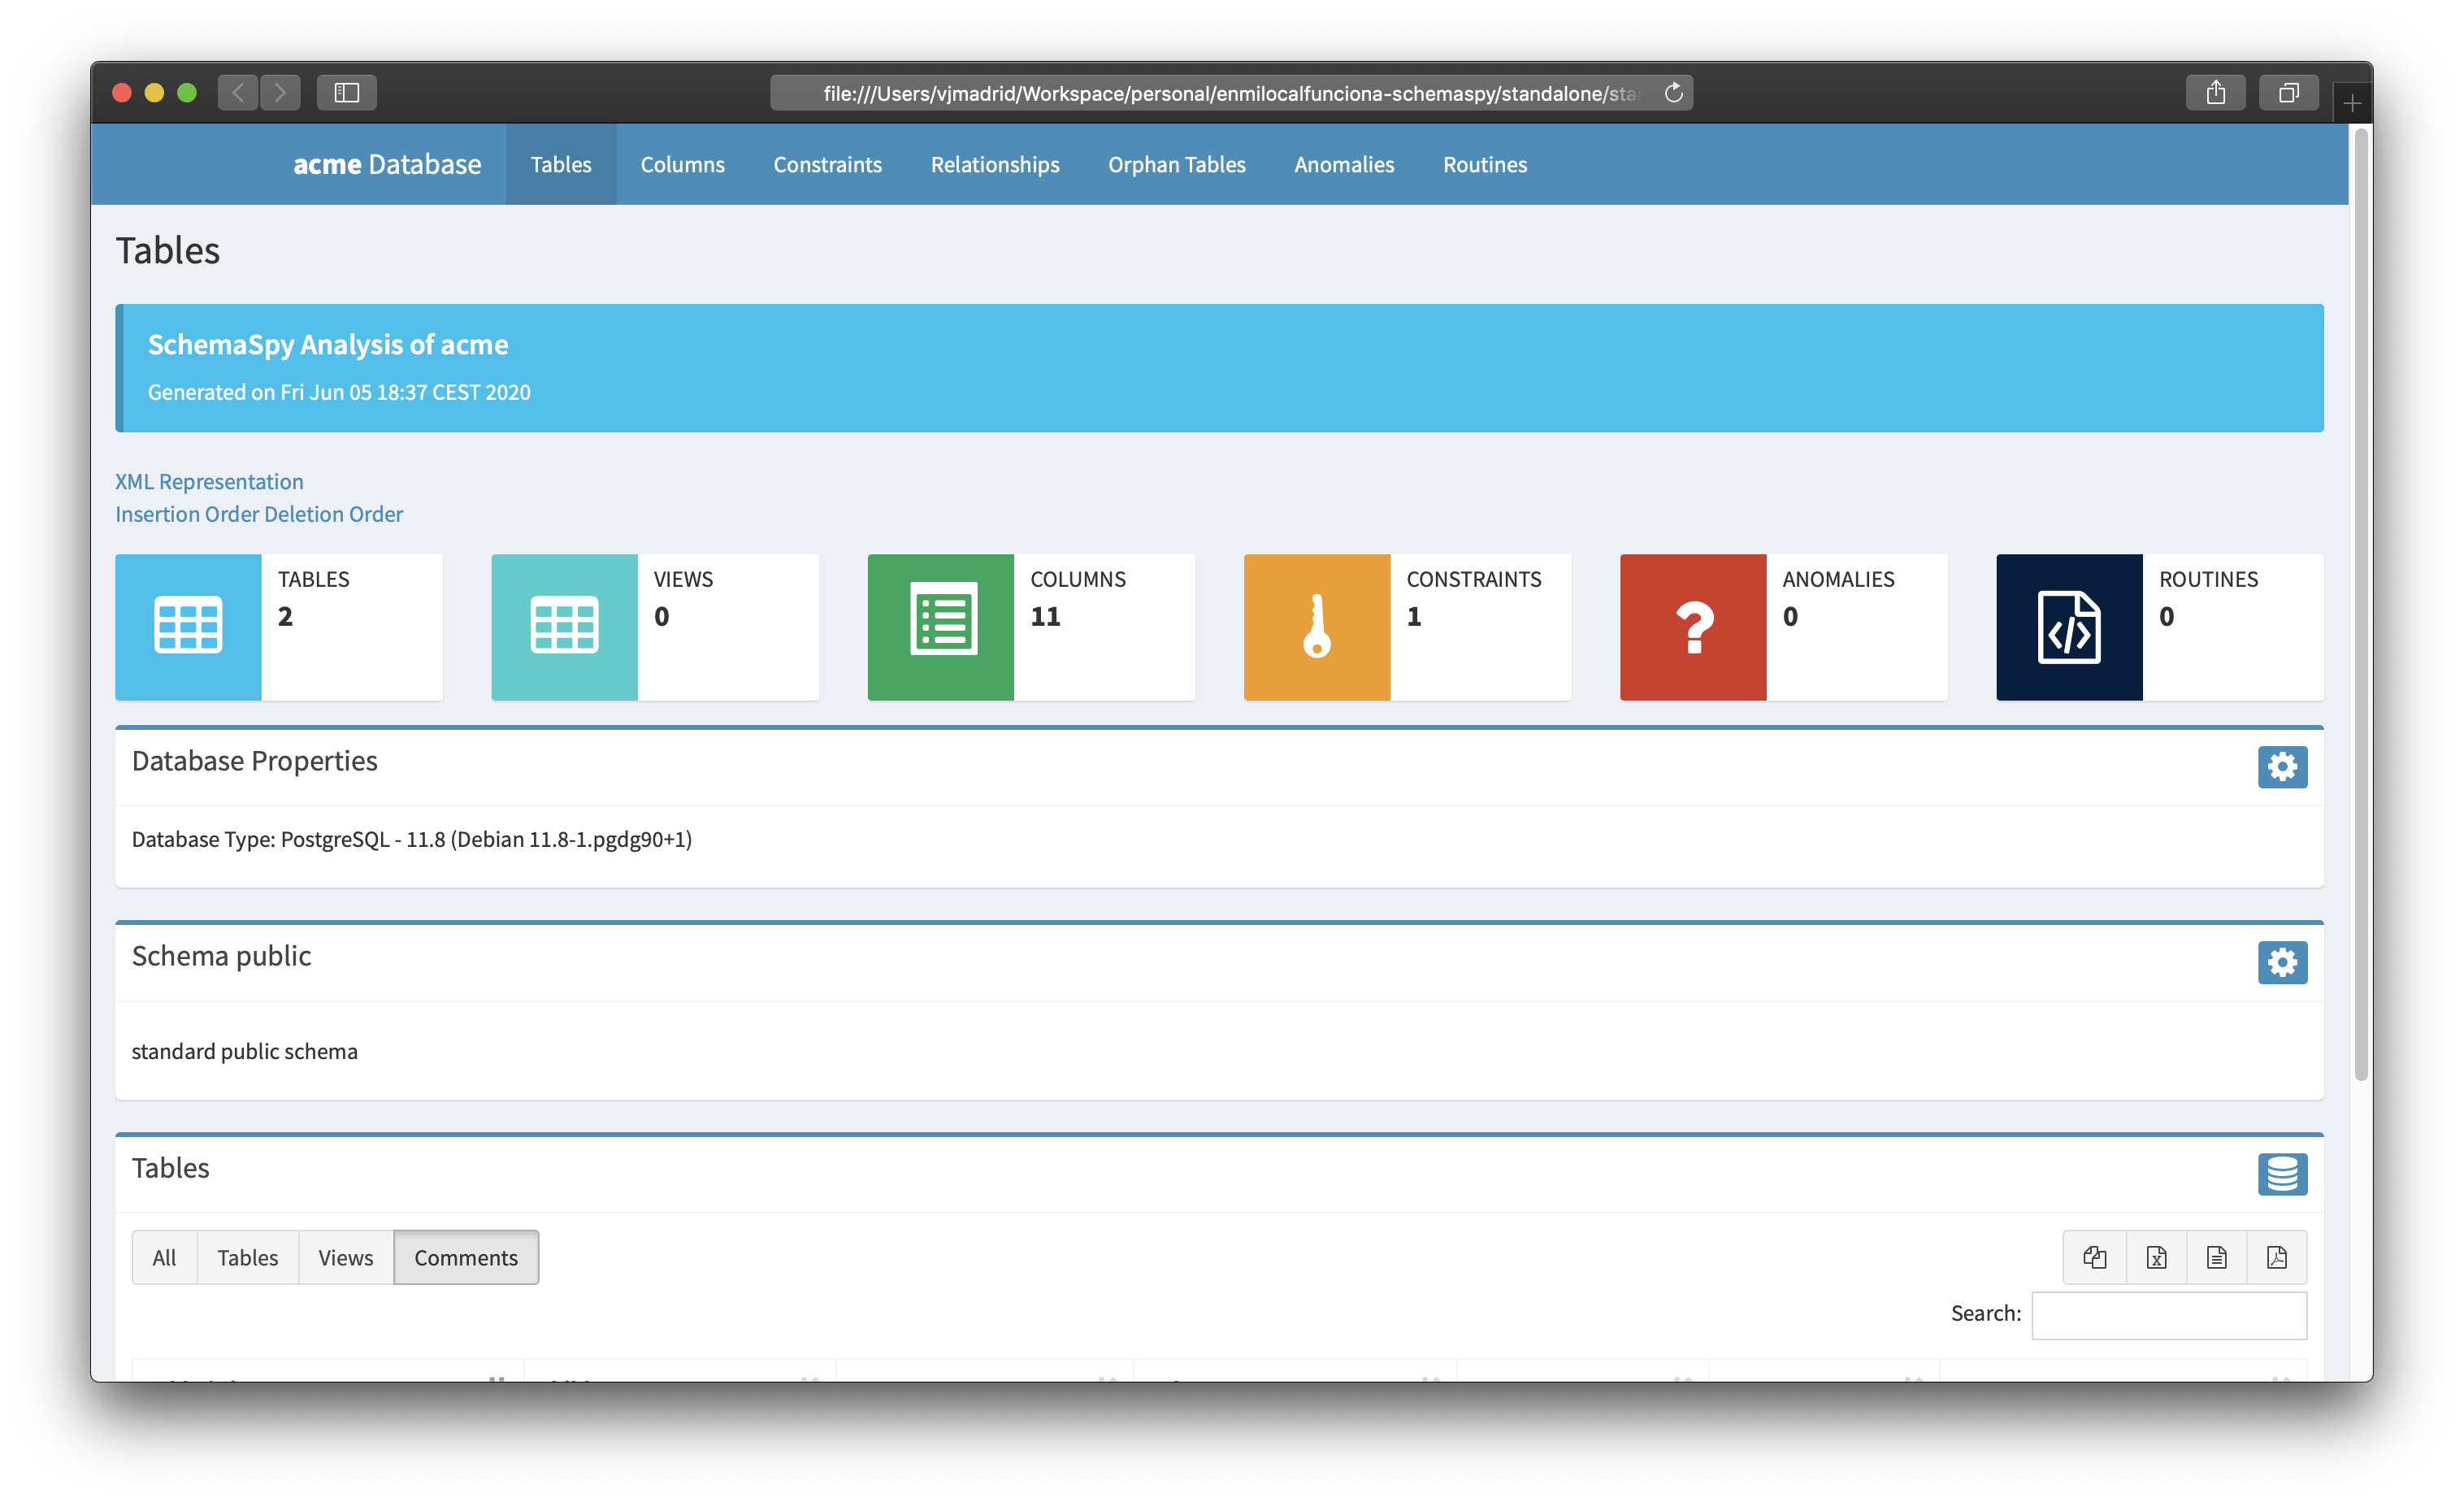 file:///Users/vjmadrid/Workspace/personal/enmilocalfunciona-schemaspy/standalone/sta
acme Database Tables Columns Constraints Relationships Orphan Tables Anomalies Routines
Tables
SchemaSpy Analysis of acme
Generated on Fri Jun 05 18:37 CEST 2020
XML Representation
Insertion Order Deletion Order
TABLES
2
VIEWS
0
COLUMNS
11
CONSTRAINTS
1
ANOMALIES
0
ROUTINES
0
Database Properties
Database Type: PostgreSQL - 11.8 (Debian 11.8-1.pgdg90+1)
Schema public
standard public schema
Tables
All Tables Views Comments
Search: